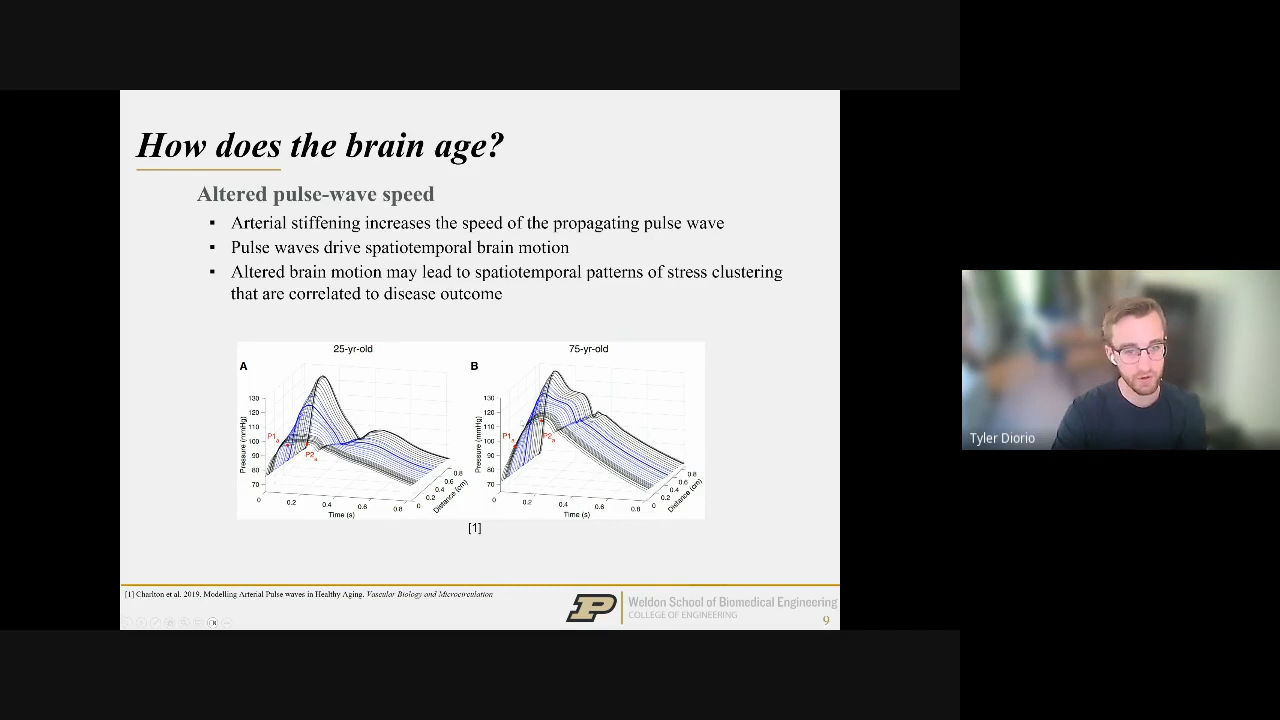 How does the brain age?
Altered pulse-wave speed
▪ Arterial stiffening increases the speed of the propagating pulse wave
▪ Pulse waves drive spatiotemporal brain motion
▪ Altered brain motion may lead to spatiotemporal patterns of stress clustering
that are correlated to disease outcome
25-yr-old
A
130
120
110
100
90
80
70
Pressure (mmHg)
P1a
P2a
0
0.2
0.4
0.6
0.8
Time (s)
0
0.2
0.4
0.6
0.8
Distance (cm)
75-yr-old
B
130
120
110
100
90
80
70
Pressure (mmHg)
P1a
P2a
0
0.2
0.4
0.6
0.8
Time (s)
0
0.2
0.4
0.6
0.8
Distance (cm)
[1]
[1] Charlton et al. 2019. Modelling Arterial Pulse waves in Healthy Aging. Vascular Biology and Microcirculation
P
Weldon School of Biomedical Engineering
COLLEGE OF ENGINEERING
9
Tyler Diorio